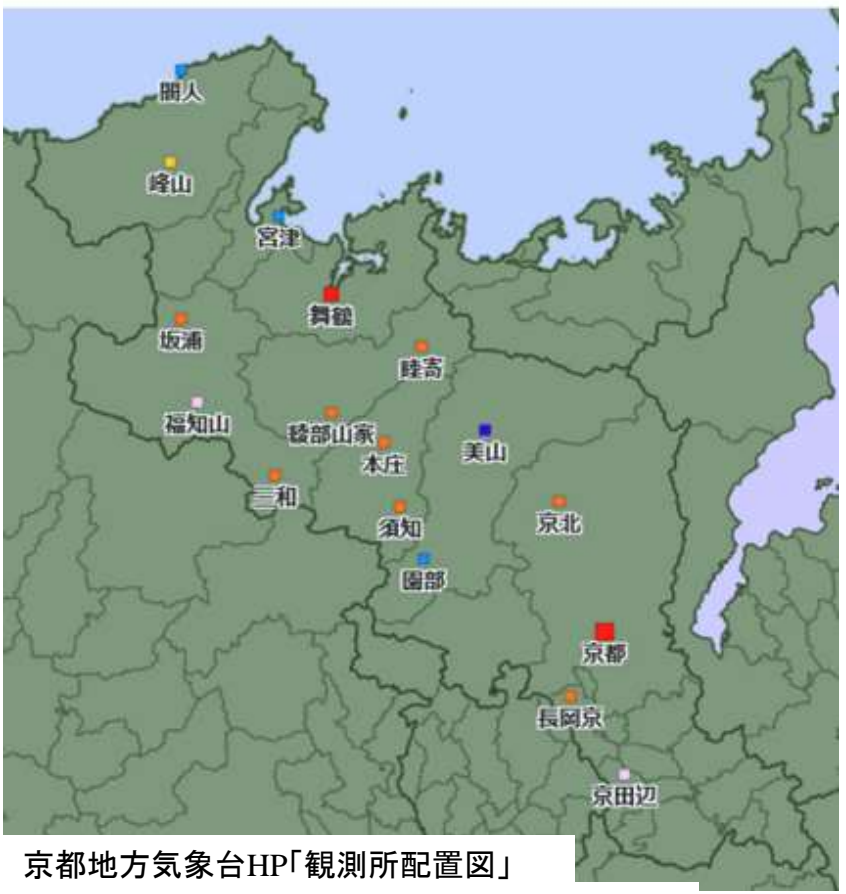 間人
峰山
宮津
舞鶴
坂浦
睦寄
福知山
綾部山家
本庄
美山
三和
須知
京北
園部
京都
長岡京
京田辺
京都地方気象台HP「観測所配置図」